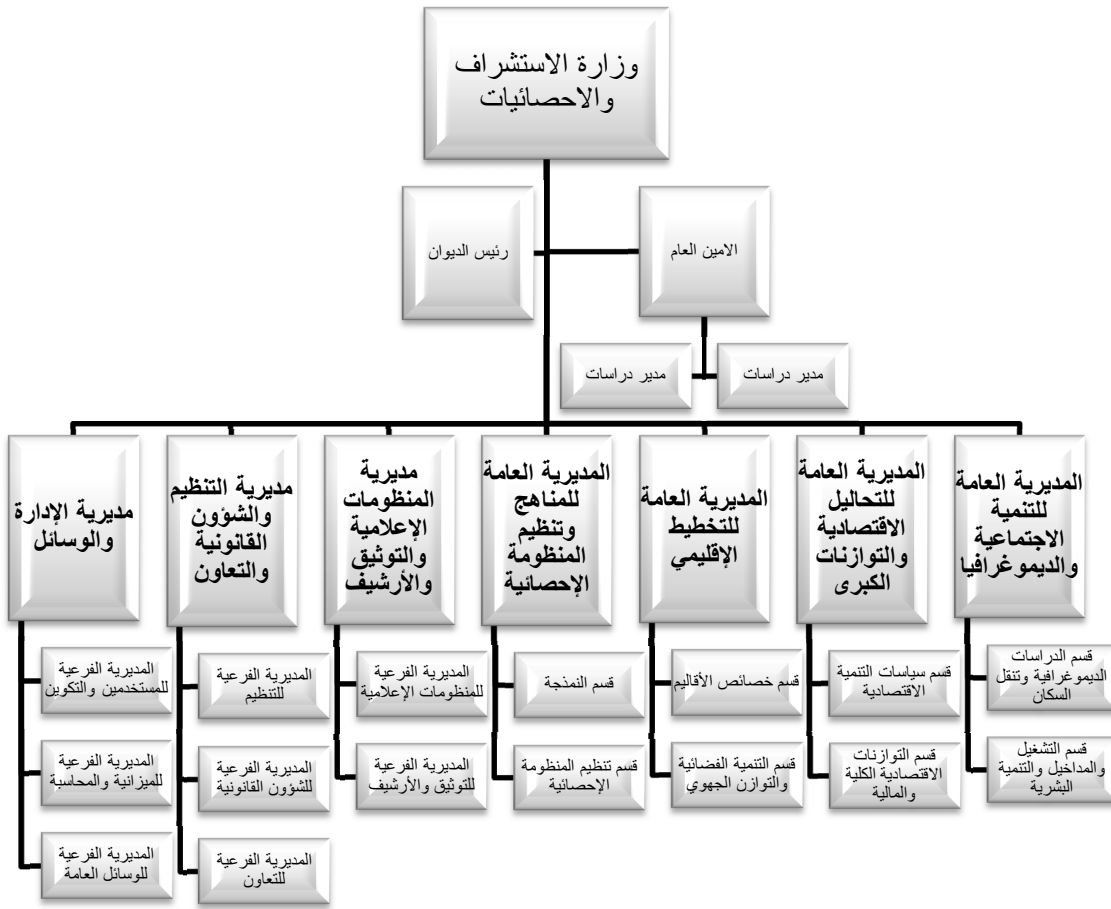 وزارة الاستشراف
والاحصائيات
الامين العام
رئيس الديوان
مدير دراسات
مدير دراسات
المديرية العامة
للتنمية
الاجتماعية
والديموغرافيا
المديرية العامة
للتحاليل
الاقتصادية
والتوازنات
الكبرى
المديرية العامة
للتخطيط
الإقليمي
المديرية العامة
للمناهج
وتنظيم
المنظومة
الإحصائية
مديرية
المنظومات
الإعلامية
والتوثيق
والأرشيف
مديرية التنظيم
والشؤون
القانونية
والتعاون
مديرية الإدارة
والوسائل
قسم الدراسات
الديموغرافية وتنقل
السكان
قسم التشغيل
والمداخيل والتنمية
البشرية
قسم سياسات التنمية
الاقتصادية
قسم التوازنات
الاقتصادية الكلية
والمالية
قسم خصائص الأقاليم
قسم التنمية الفضائية
والتوازن الجهوي
قسم النمذجة
قسم تنظيم المنظومة
الإحصائية
المديرية الفرعية
للمنظومات الإعلامية
المديرية الفرعية
للتوثيق والأرشيف
المديرية الفرعية
للتنظيم
المديرية الفرعية
للشؤون القانونية
المديرية الفرعية
للتعاون
المديرية الفرعية
للمستخدمين والتكوين
المديرية الفرعية
للميزانية والمحاسبة
المديرية الفرعية
للوسائل العامة